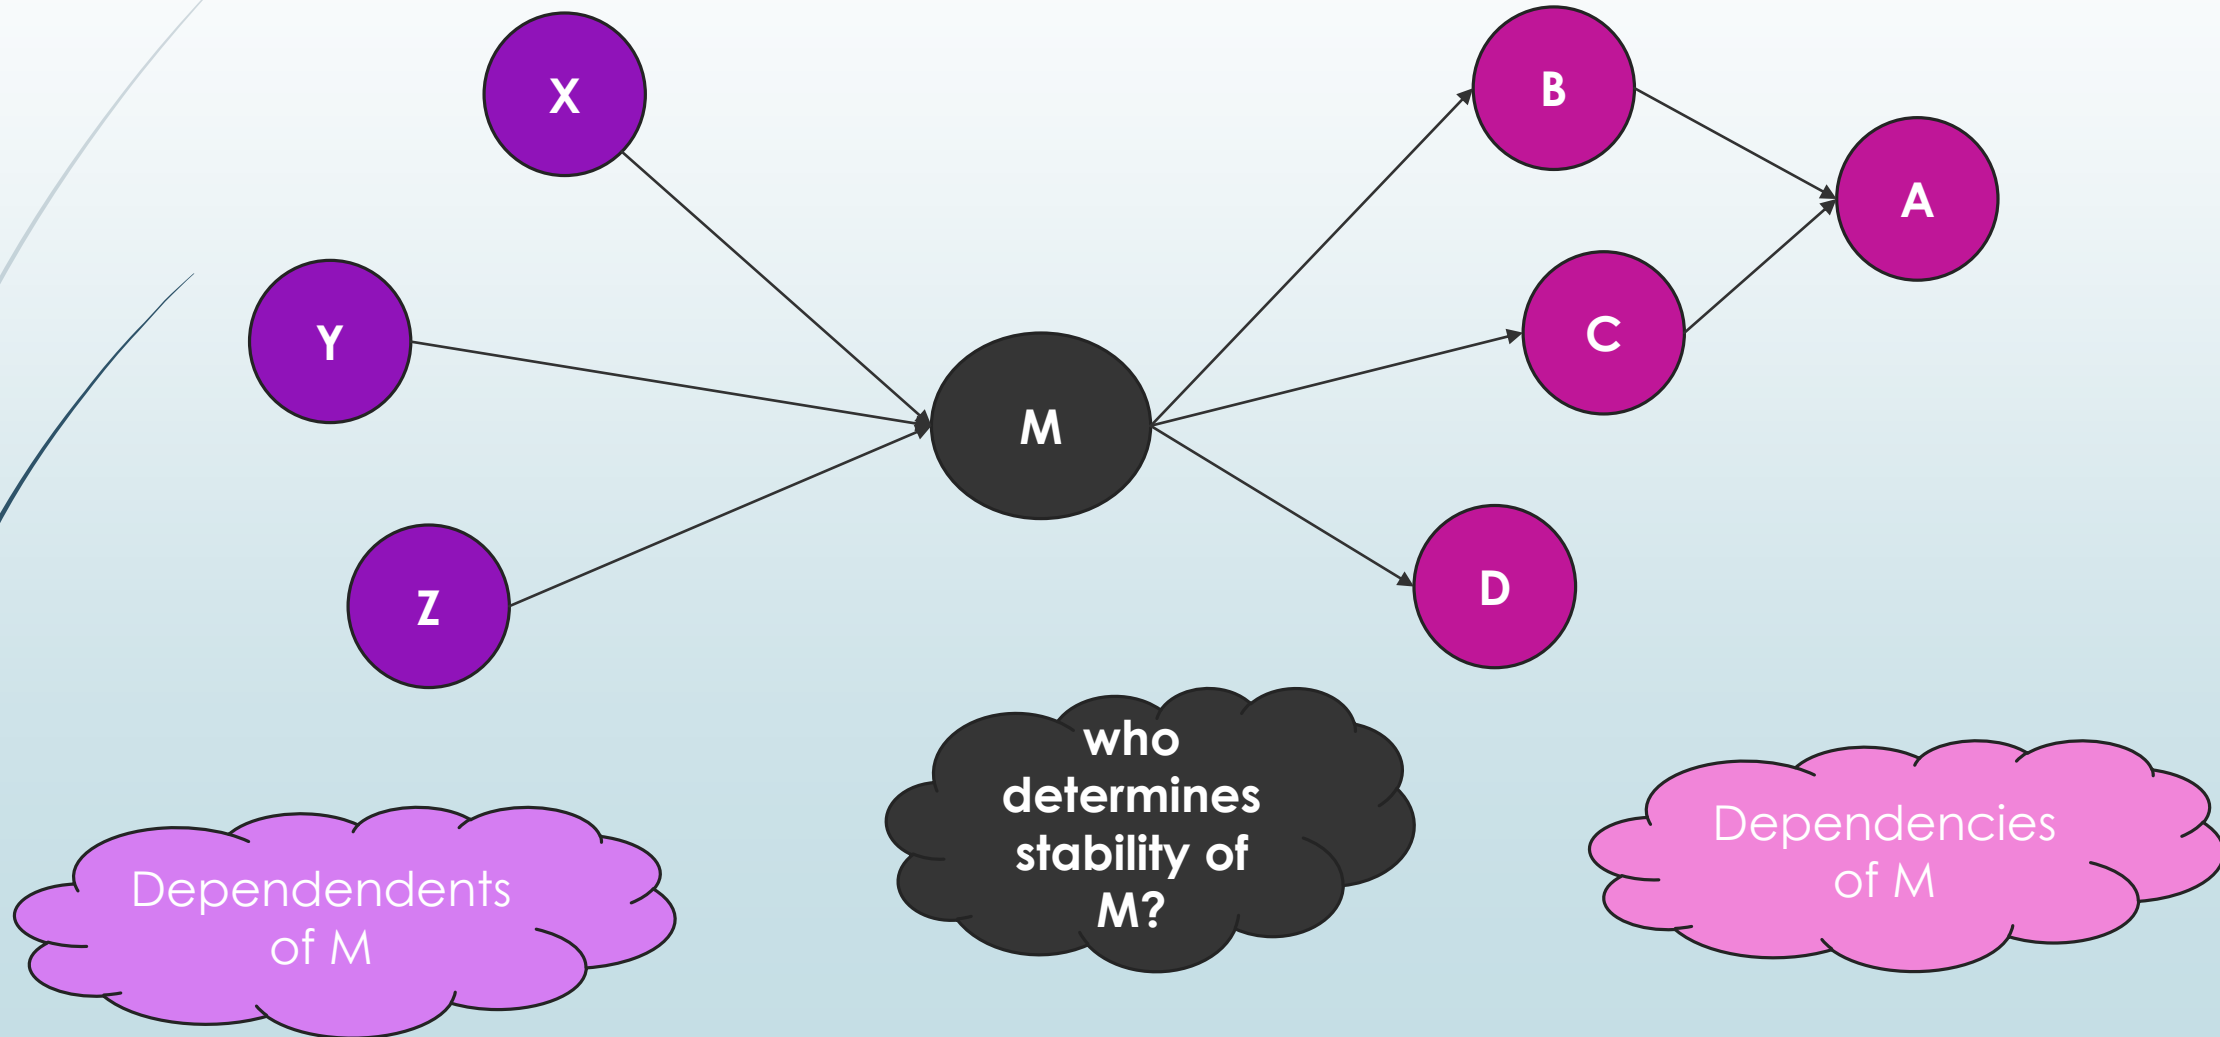 X
B
A
Y
C
M
Z
D
who
determines
stability of
M?
Dependendents
of M
Dependencies
of M